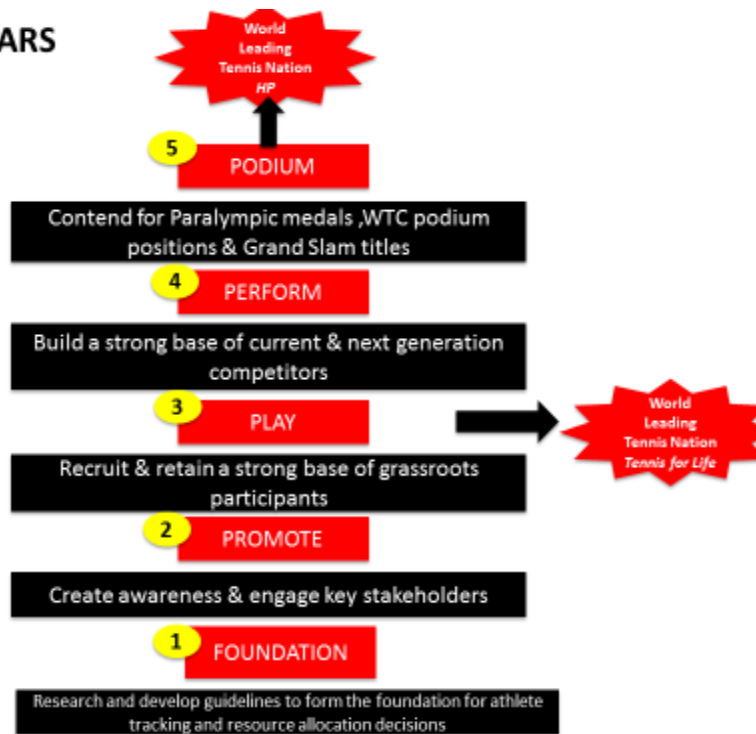 ARS
World
Leading
Tennis Nation
HP
5
PODIUM
Contend for Paralympic medals ,WTC podium
positions & Grand Slam titles
4
PERFORM
Build a strong base of current & next generation
competitors
3
PLAY
World
Leading
Tennis Nation
Tennis for Life
Recruit & retain a strong base of grassroots
participants
2
PROMOTE
Create awareness & engage key stakeholders
1
FOUNDATION
Research and develop guidelines to form the foundation for athlete
tracking and resource allocation decisions